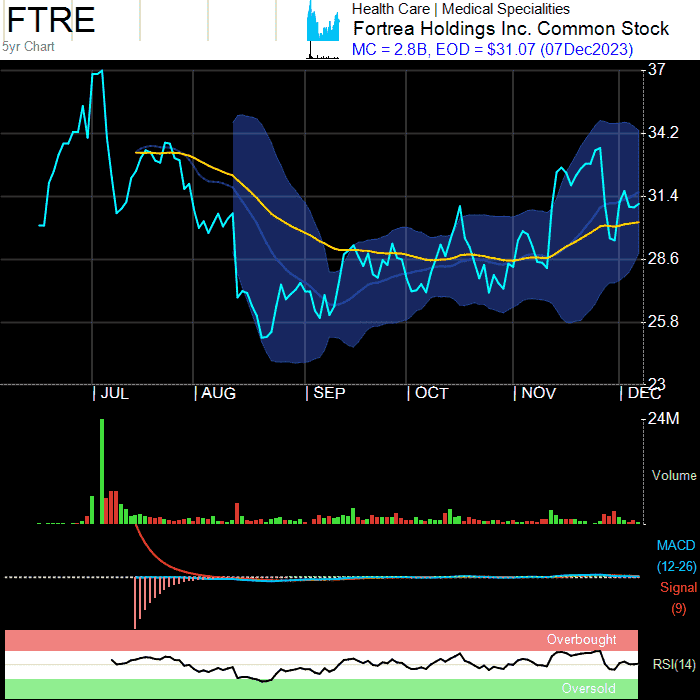 FTRE
5yr Chart
Health Care | Medical Specialities
Fortrea Holdings Inc. Common Stock
MC = 2.8B, EOD = $31.07 (07Dec2023)
37
34.2
31.4
28.6
25.8
23
JUL AUG SEP OCT NOV DEC
24M
Volume
MACD
(12-26)
Signal
(9)
Overbought
RSI(14)
Oversold